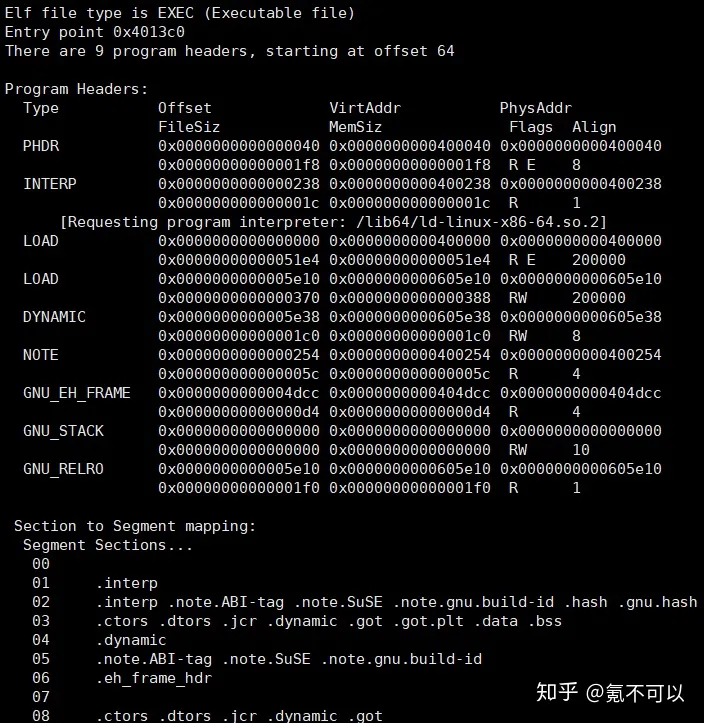 Elf file type is EXEC (Executable file)
Entry point 0x4013c0
There are 9 program headers, starting at offset 64

Program Headers:
  Type           Offset             VirtAddr           PhysAddr
                 FileSiz            MemSiz              Flags  Align
  PHDR           0x0000000000000040 0x0000000000400040 0x0000000000400040
                 0x00000000000001f8 0x00000000000001f8  R E    8
  INTERP         0x0000000000000238 0x0000000000400238 0x0000000000400238
                 0x000000000000001c 0x000000000000001c  R      1
      [Requesting program interpreter: /lib64/ld-linux-x86-64.so.2]
  LOAD           0x0000000000000000 0x0000000000400000 0x0000000000400000
                 0x00000000000051e4 0x00000000000051e4  R E    200000
  LOAD           0x0000000000005e10 0x0000000000605e10 0x0000000000605e10
                 0x0000000000000370 0x0000000000000388  RW     200000
  DYNAMIC        0x0000000000005e38 0x0000000000605e38 0x0000000000605e38
                 0x00000000000001c0 0x00000000000001c0  RW     8
  NOTE           0x0000000000000254 0x0000000000400254 0x0000000000400254
                 0x000000000000005c 0x000000000000005c  R      4
  GNU_EH_FRAME   0x0000000000004dcc 0x0000000000404dcc 0x0000000000404dcc
                 0x00000000000000d4 0x00000000000000d4  R      4
  GNU_STACK      0x0000000000000000 0x0000000000000000 0x0000000000000000
                 0x0000000000000000 0x0000000000000000  RW     10
  GNU_RELRO      0x0000000000005e10 0x0000000000605e10 0x0000000000605e10
                 0x00000000000001f0 0x00000000000001f0  R      1

 Section to Segment mapping:
  Segment Sections...
   00
   01     .interp
   02     .interp .note.ABI-tag .note.SuSE .note.gnu.build-id .hash .gnu.hash
   03     .ctors .dtors .jcr .dynamic .got .got.plt .data .bss
   04     .dynamic
   05     .note.ABI-tag .note.SuSE .note.gnu.build-id
   06     .eh_frame_hdr
   07
   08     .ctors .dtors .jcr .dynamic .got
知乎 @氪不可以